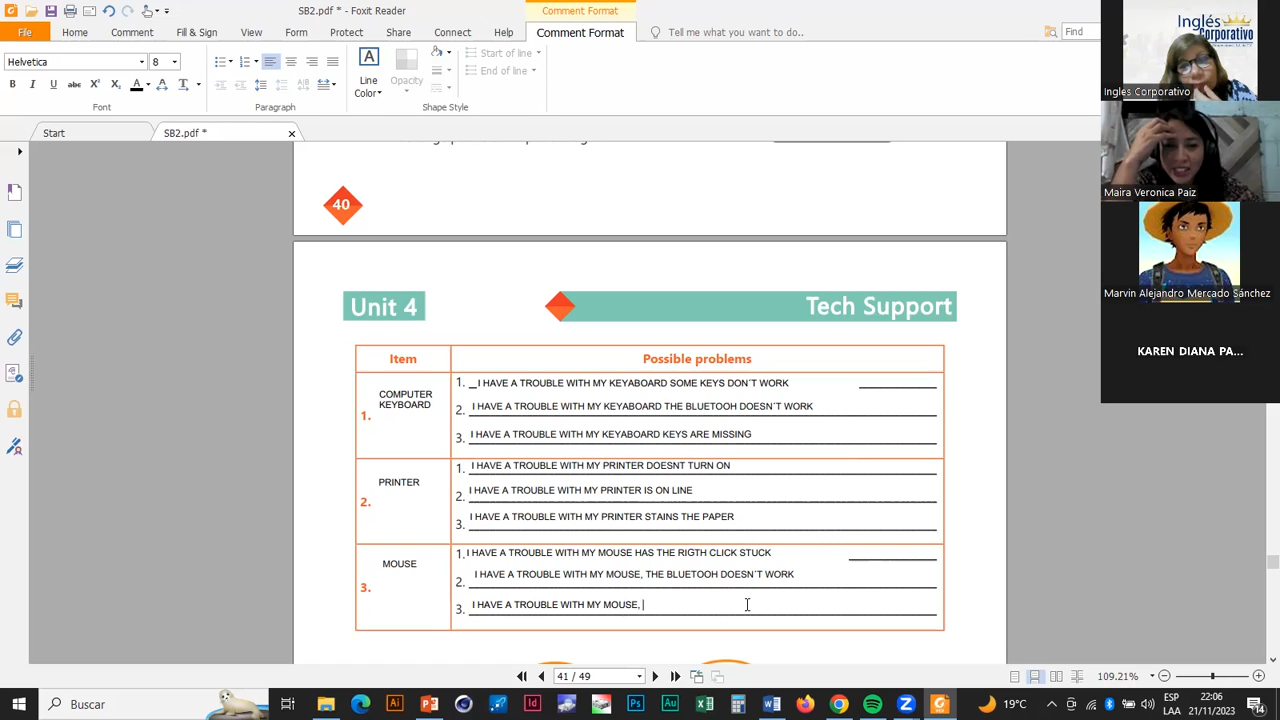 SB2.pdf * - Foxit Reader
Comment Format
File
Home
Comment
Fill & Sign
View
Form
Protect
Share
Connect
Help
Comment Format
Tell me what you want to do..
Find
Helvetica
8
Font
Paragraph
Line Color
Opacity
Start of line
End of line
Shape Style
Start
SB2.pdf *
40
Unit 4
Tech Support
Item
Possible problems
1.
COMPUTER
KEYBOARD
1. I HAVE A TROUBLE WITH MY KEYABOARD SOME KEYS DON´T WORK
2. I HAVE A TROUBLE WITH MY KEYABOARD THE BLUETOOH DOESN´T WORK
3. I HAVE A TROUBLE WITH MY KEYABOARD KEYS ARE MISSING
2.
PRINTER
1. I HAVE A TROUBLE WITH MY PRINTER DOESNT TURN ON
2. I HAVE A TROUBLE WITH MY PRINTER IS ON LINE
3. I HAVE A TROUBLE WITH MY PRINTER STAINS THE PAPER
3.
MOUSE
1. I HAVE A TROUBLE WITH MY MOUSE HAS THE RIGTH CLICK STUCK
2. I HAVE A TROUBLE WITH MY MOUSE, THE BLUETOOH DOESN´T WORK
3. I HAVE A TROUBLE WITH MY MOUSE,
41 / 49
109.21%
Inglés
Corporativo
Ingles Corporativo
Maira Veronica Paiz
Marvin Alejandro Mercado Sánchez
KAREN DIANA PA...
Buscar
19°C
ESP
LAA
22:06
21/11/2023
14